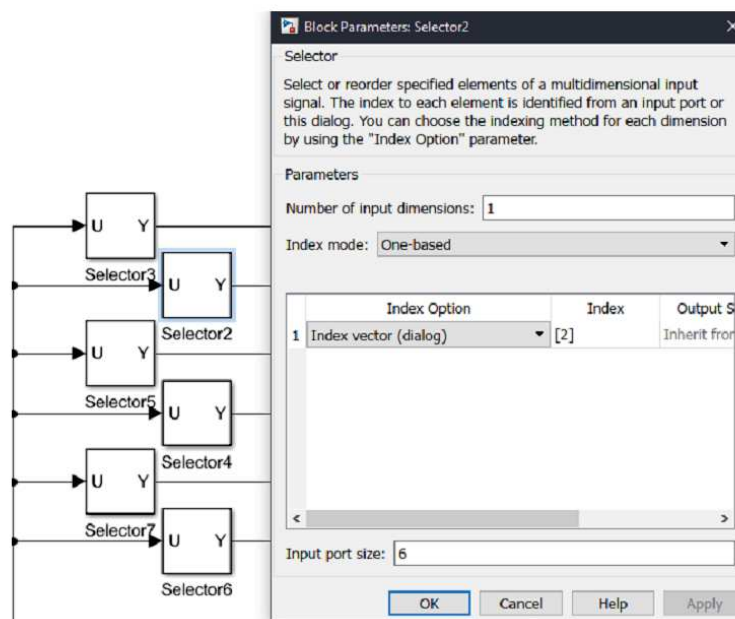 Block Parameters: Selector2
Selector
Select or reorder specified elements of a multidimensional input
signal. The index to each element is identified from an input port or
this dialog. You can choose the indexing method for each dimension
by using the "Index Option" parameter.
Parameters
Number of input dimensions: 1
Index mode: One-based
Index Option Index Output S
1 Index vector (dialog) [2] Inherit fron
Input port size: 6
OK Cancel Help Apply
U Y
Selector3
U Y
Selector2
U Y
Selector5
U Y
Selector4
U Y
Selector7
U Y
Selector6